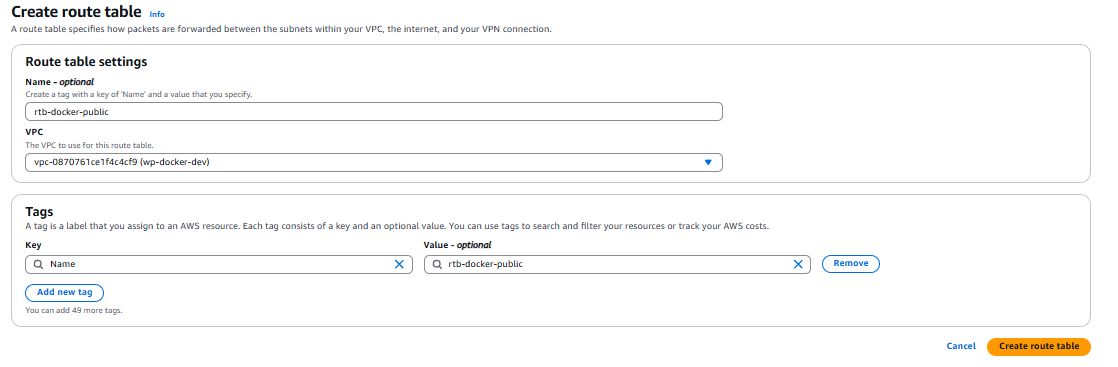 Create route table Info
A route table specifies how packets are forwarded between the subnets within your VPC, the internet, and your VPN connection.
Route table settings
Name - optional
Create a tag with a key of 'Name' and a value that you specify.
rtb-docker-public
VPC
The VPC to use for this route table.
vpc-0870761ce1f4c4cf9 (wp-docker-dev)
Tags
A tag is a label that you assign to an AWS resource. Each tag consists of a key and an optional value. You can use tags to search and filter your resources or track your AWS costs.
Key Value - optional
Name rtb-docker-public Remove
Add new tag
You can add 49 more tags.
Cancel Create route table